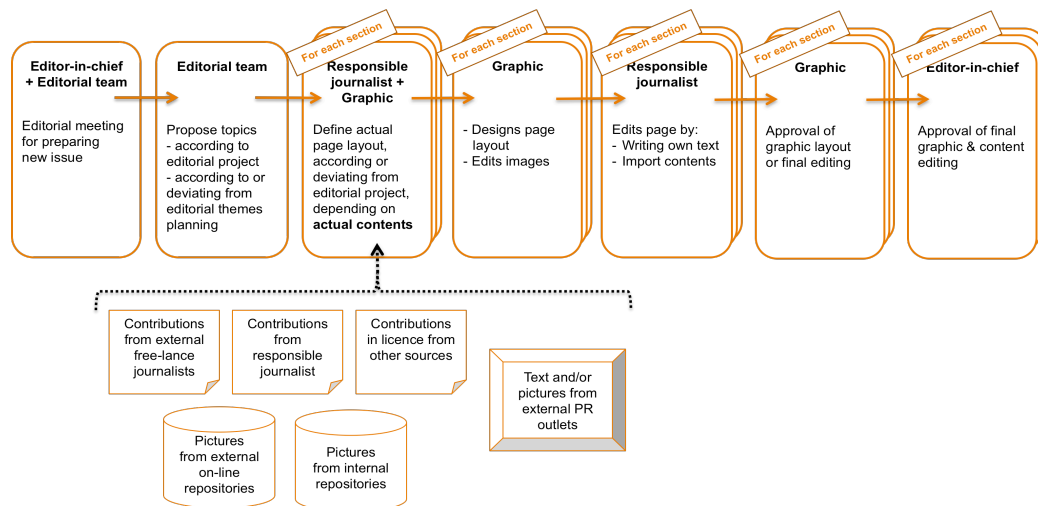 For each section
For each section
For each section
For each section
For each section
Editor-in-chief
+ Editorial team
Editorial meeting
for preparing
new issue
Editorial team
Propose topics
- according to
editorial project
- according to or
deviating from
editorial themes
planning
Responsible
journalist +
Graphic
Define actual
page layout,
according or
deviating from
editorial project,
depending on
actual contents
Graphic
- Designs page
layout
- Edits images
Responsible
journalist
Edits page by:
- Writing own text
- Import contents
Graphic
Approval of
graphic layout
or final editing
Editor-in-chief
Approval of final
graphic & content
editing
Contributions
from external
free-lance
journalists
Contributions
from
responsible
journalist
Contributions
in licence from
other sources
Text and/or
pictures from
external PR
outlets
Pictures
from external
on-line
repositories
Pictures
from internal
repositories